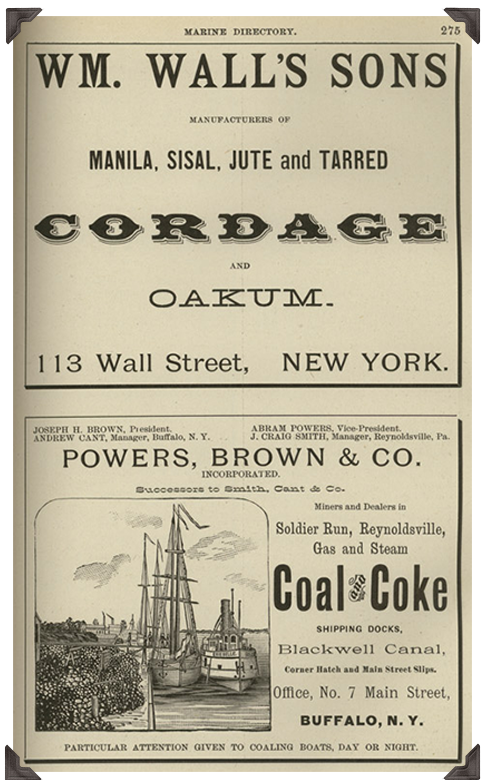 MARINE DIRECTORY. 275
WM. WALL'S SONS
MANUFACTURERS OF
MANILA, SISAL, JUTE and TARRED
CORDAGE
AND
OAKUM.
113 Wall Street, NEW YORK.
JOSEPH H. BROWN, President. ABRAM POWERS, Vice-President.
ANDREW CANT, Manager, Buffalo, N. Y. J. CRAIG SMITH, Manager, Reynoldsville, Pa.
POWERS, BROWN & CO.
INCORPORATED.
Successors to Smith, Cant & Co.
Miners and Dealers in
Soldier Run, Reynoldsville,
Gas and Steam
Coal and Coke
SHIPPING DOCKS,
Blackwell Canal,
Corner Hatch and Main Street Slips.
Office, No. 7 Main Street,
BUFFALO, N. Y.
PARTICULAR ATTENTION GIVEN TO COALING BOATS, DAY OR NIGHT.